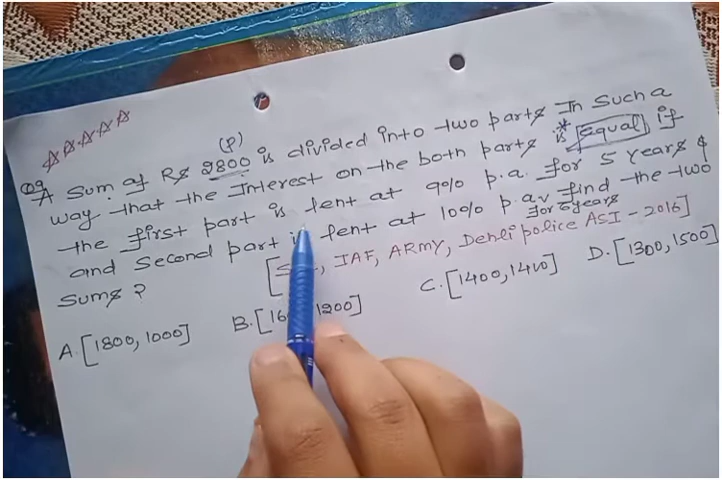 ☆☆☆☆☆
(P)
Q9 A Sum of RS 2800 is divided into two parts. In Such a
way that the Interest on the both parts is * Equal if
the first part is lent at 9% p.a. for 5 years &
and Second part lent at 10% p.a. for 6 years find the two
Sums?
[ , IAF, ARMY, Dehli police ASI - 2016]
A. [1800, 1000] B. [16 1200] C. [1400, 1400] D. [1300, 1500]